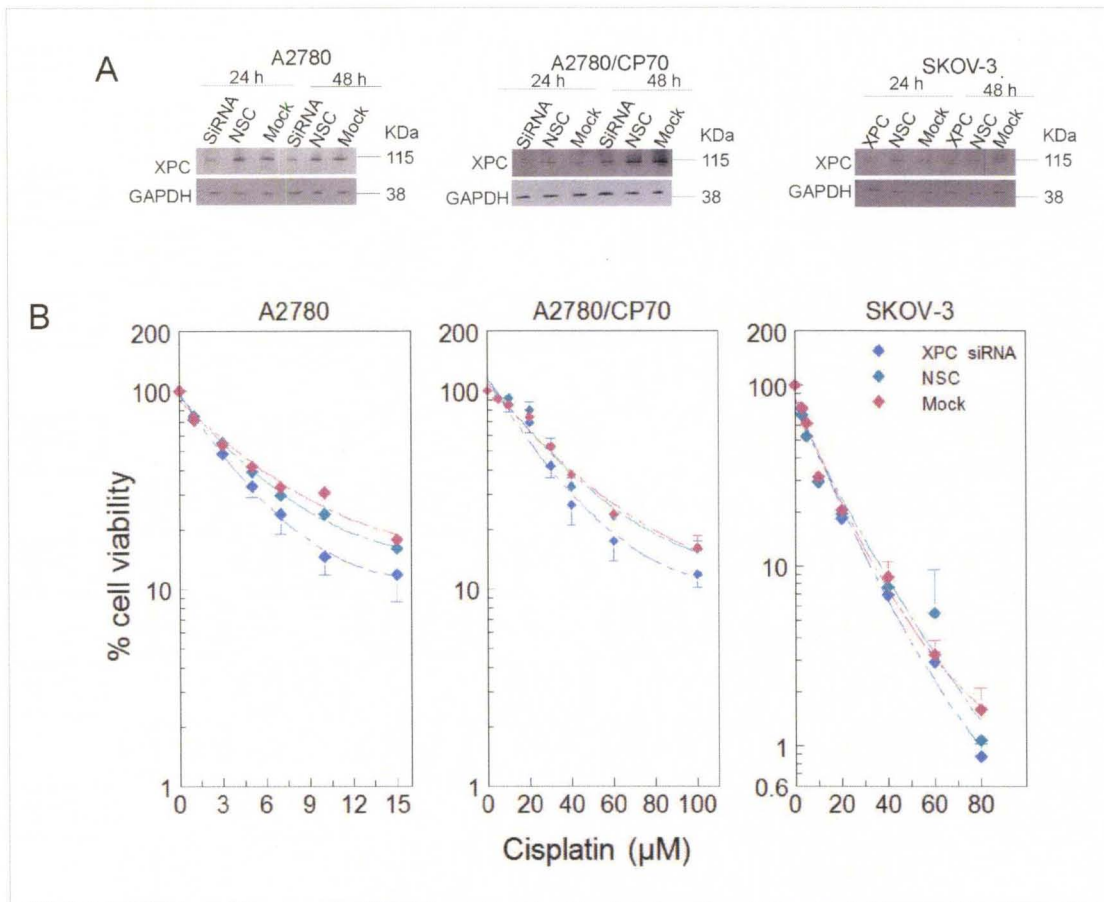 A
A2780
24 h 48 h
SiRNA NSC Mock SiRNA NSC Mock KDa
XPC 115
GAPDH 38
A2780/CP70
24 h 48 h
SiRNA NSC Mock SiRNA NSC Mock KDa
XPC 115
GAPDH 38
SKOV-3
24 h 48 h
XPC NSC Mock XPC NSC Mock KDa
XPC 115
GAPDH 38
B
A2780
200
100
10
1
0 3 6 9 12 15
A2780/CP70
200
100
10
1
0 20 40 60 80 100
SKOV-3
200
100
10
1
0.6
0 20 40 60 80
XPC siRNA
NSC
Mock
% cell viability
Cisplatin (µM)